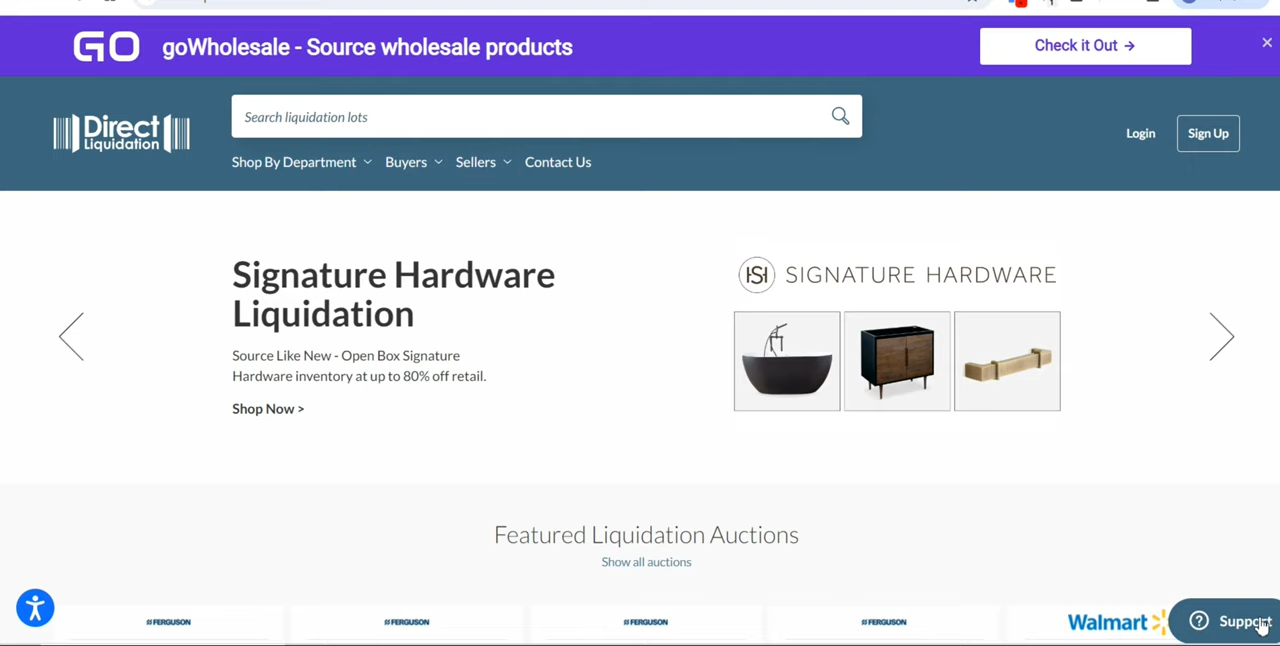 GO goWholesale - Source wholesale products
Check it Out →
Direct Liquidation
Search liquidation lots
Login
Sign Up
Shop By Department
Buyers
Sellers
Contact Us
Signature Hardware
Liquidation
Source Like New - Open Box Signature
Hardware inventory at up to 80% off retail.
Shop Now >
SH SIGNATURE HARDWARE
Featured Liquidation Auctions
Show all auctions
FERGUSON
FERGUSON
FERGUSON
FERGUSON
Walmart
Support